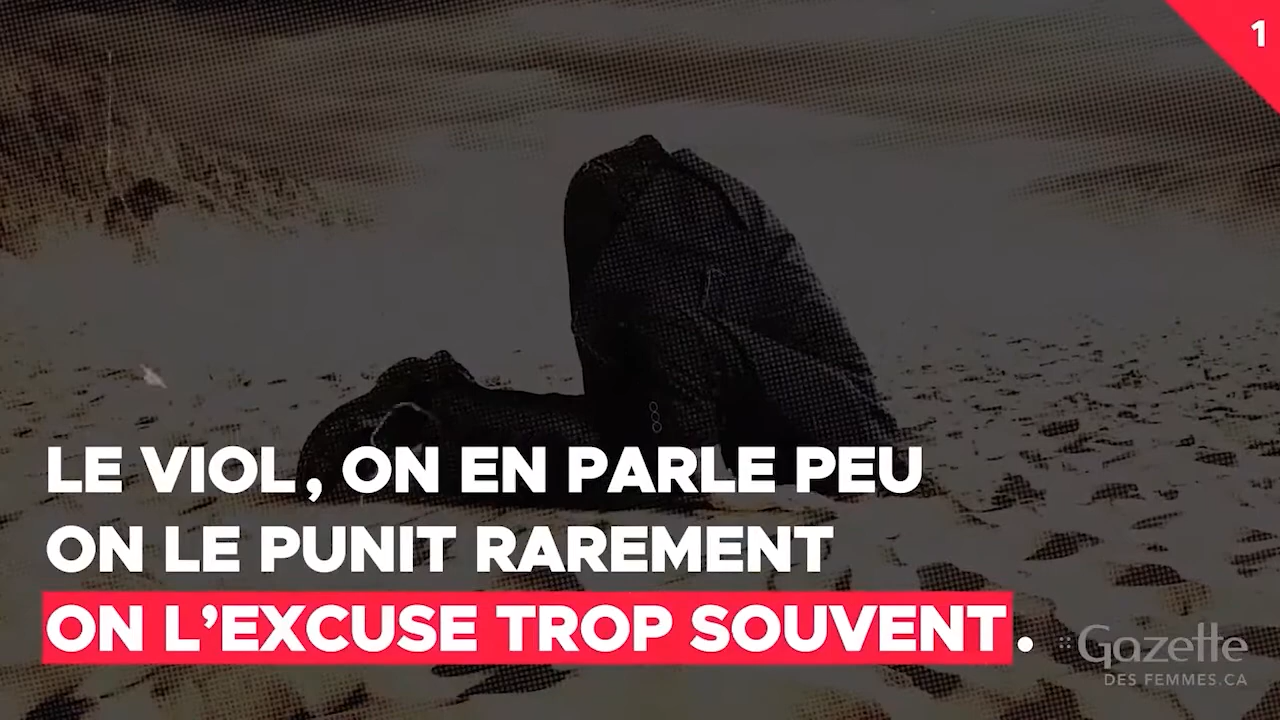 1
LE VIOL, ON EN PARLE PEU
ON LE PUNIT RAREMENT
ON L'EXCUSE TROP SOUVENT.
Gazette
DES FEMMES.CA